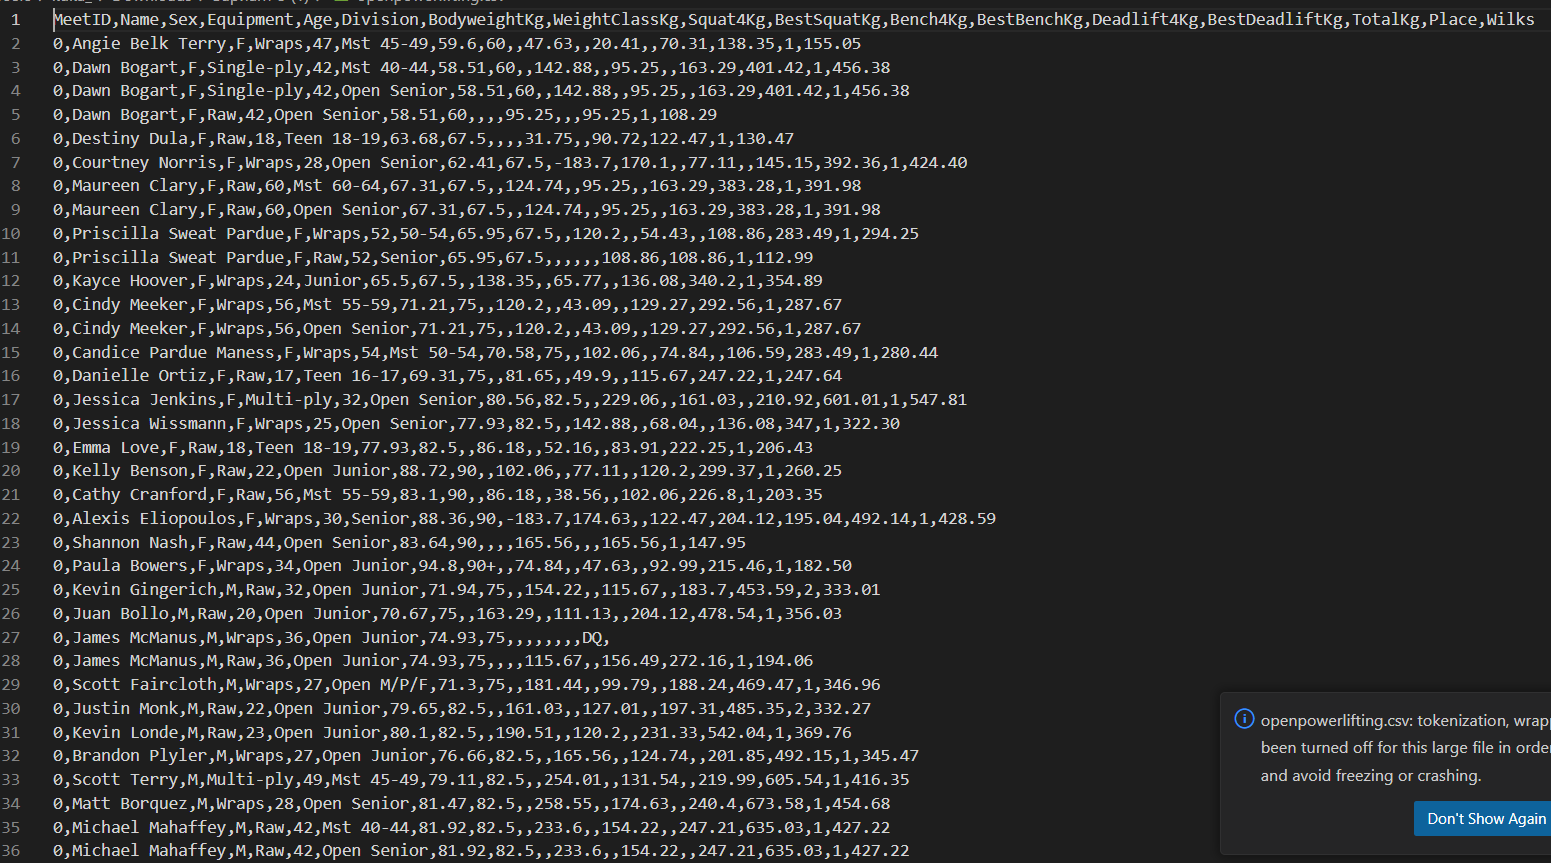 1 MeetID,Name,Sex,Equipment,Age,Division,BodyweightKg,WeightClassKg,Squat4Kg,BestSquatKg,Bench4Kg,BestBenchKg,Deadlift4Kg,BestDeadliftKg,TotalKg,Place,Wilks
2 0,Angie Belk Terry,F,Wraps,47,Mst 45-49,59.6,60,,47.63,,20.41,,70.31,138.35,1,155.05
3 0,Dawn Bogart,F,Single-ply,42,Mst 40-44,58.51,60,,142.88,,95.25,,163.29,401.42,1,456.38
4 0,Dawn Bogart,F,Single-ply,42,Open Senior,58.51,60,,142.88,,95.25,,163.29,401.42,1,456.38
5 0,Dawn Bogart,F,Raw,42,Open Senior,58.51,60,,,,95.25,,,95.25,1,108.29
6 0,Destiny Dula,F,Raw,18,Teen 18-19,63.68,67.5,,,,31.75,,90.72,122.47,1,130.47
7 0,Courtney Norris,F,Wraps,28,Open Senior,62.41,67.5,-183.7,170.1,,77.11,,145.15,392.36,1,424.40
8 0,Maureen Clary,F,Raw,60,Mst 60-64,67.31,67.5,,124.74,,95.25,,163.29,383.28,1,391.98
9 0,Maureen Clary,F,Raw,60,Open Senior,67.31,67.5,,124.74,,95.25,,163.29,383.28,1,391.98
10 0,Priscilla Sweat Pardue,F,Wraps,52,50-54,65.95,67.5,,120.2,,54.43,,108.86,283.49,1,294.25
11 0,Priscilla Sweat Pardue,F,Raw,52,Senior,65.95,67.5,,,,,,108.86,108.86,1,112.99
12 0,Kayce Hoover,F,Wraps,24,Junior,65.5,67.5,,138.35,,65.77,,136.08,340.2,1,354.89
13 0,Cindy Meeker,F,Wraps,56,Mst 55-59,71.21,75,,120.2,,43.09,,129.27,292.56,1,287.67
14 0,Cindy Meeker,F,Wraps,56,Open Senior,71.21,75,,120.2,,43.09,,129.27,292.56,1,287.67
15 0,Candice Pardue Maness,F,Wraps,54,Mst 50-54,70.58,75,,102.06,,74.84,,106.59,283.49,1,280.44
16 0,Danielle Ortiz,F,Raw,17,Teen 16-17,69.31,75,,81.65,,49.9,,115.67,247.22,1,247.64
17 0,Jessica Jenkins,F,Multi-ply,32,Open Senior,80.56,82.5,,229.06,,161.03,,210.92,601.01,1,547.81
18 0,Jessica Wissmann,F,Wraps,25,Open Senior,77.93,82.5,,142.88,,68.04,,136.08,347,1,322.30
19 0,Emma Love,F,Raw,18,Teen 18-19,77.93,82.5,,86.18,,52.16,,83.91,222.25,1,206.43
20 0,Kelly Benson,F,Raw,22,Open Junior,88.72,90,,102.06,,77.11,,120.2,299.37,1,260.25
21 0,Cathy Cranford,F,Raw,56,Mst 55-59,83.1,90,,86.18,,38.56,,102.06,226.8,1,203.35
22 0,Alexis Eliopoulos,F,Wraps,30,Senior,88.36,90,-183.7,174.63,,122.47,204.12,195.04,492.14,1,428.59
23 0,Shannon Nash,F,Raw,44,Open Senior,83.64,90,,,,165.56,,,165.56,1,147.95
24 0,Paula Bowers,F,Wraps,34,Open Junior,94.8,90+,,74.84,,47.63,,92.99,215.46,1,182.50
25 0,Kevin Gingerich,M,Raw,32,Open Junior,71.94,75,,154.22,,115.67,,183.7,453.59,2,333.01
26 0,Juan Bollo,M,Raw,20,Open Junior,70.67,75,,163.29,,111.13,,204.12,478.54,1,356.03
27 0,James McManus,M,Wraps,36,Open Junior,74.93,75,,,,,,,,DQ,
28 0,James McManus,M,Raw,36,Open Junior,74.93,75,,,,115.67,,156.49,272.16,1,194.06
29 0,Scott Faircloth,M,Wraps,27,Open M/P/F,71.3,75,,181.44,,99.79,,188.24,469.47,1,346.96
30 0,Justin Monk,M,Raw,22,Open Junior,79.65,82.5,,161.03,,127.01,,197.31,485.35,2,332.27
31 0,Kevin Londe,M,Raw,23,Open Junior,80.1,82.5,,190.51,,120.2,,231.33,542.04,1,369.76
32 0,Brandon Plyler,M,Wraps,27,Open Junior,76.66,82.5,,165.56,,124.74,,201.85,492.15,1,345.47
33 0,Scott Terry,M,Multi-ply,49,Mst 45-49,79.11,82.5,,254.01,,131.54,,219.99,605.54,1,416.35
34 0,Matt Borquez,M,Wraps,28,Open Senior,81.47,82.5,,258.55,,174.63,,240.4,673.58,1,454.68
35 0,Michael Mahaffey,M,Raw,42,Mst 40-44,81.92,82.5,,233.6,,154.22,,247.21,635.03,1,427.22
36 0,Michael Mahaffey,M,Raw,42,Open Senior,81.92,82.5,,233.6,,154.22,,247.21,635.03,1,427.22
openpowerlifting.csv: tokenization, wrapp
been turned off for this large file in orde
and avoid freezing or crashing.
Don't Show Again